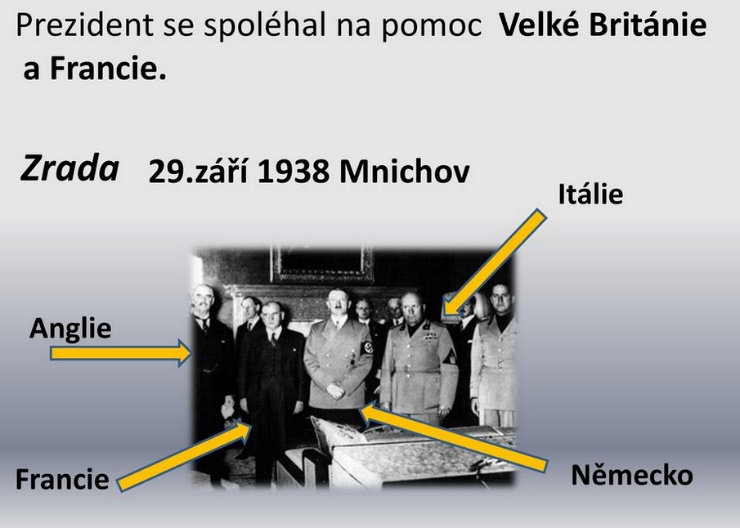 Prezident se spoléhal na pomoc Velké Británie
a Francie.
Zrada 29.září 1938 Mnichov
Itálie
Anglie
Francie
Německo